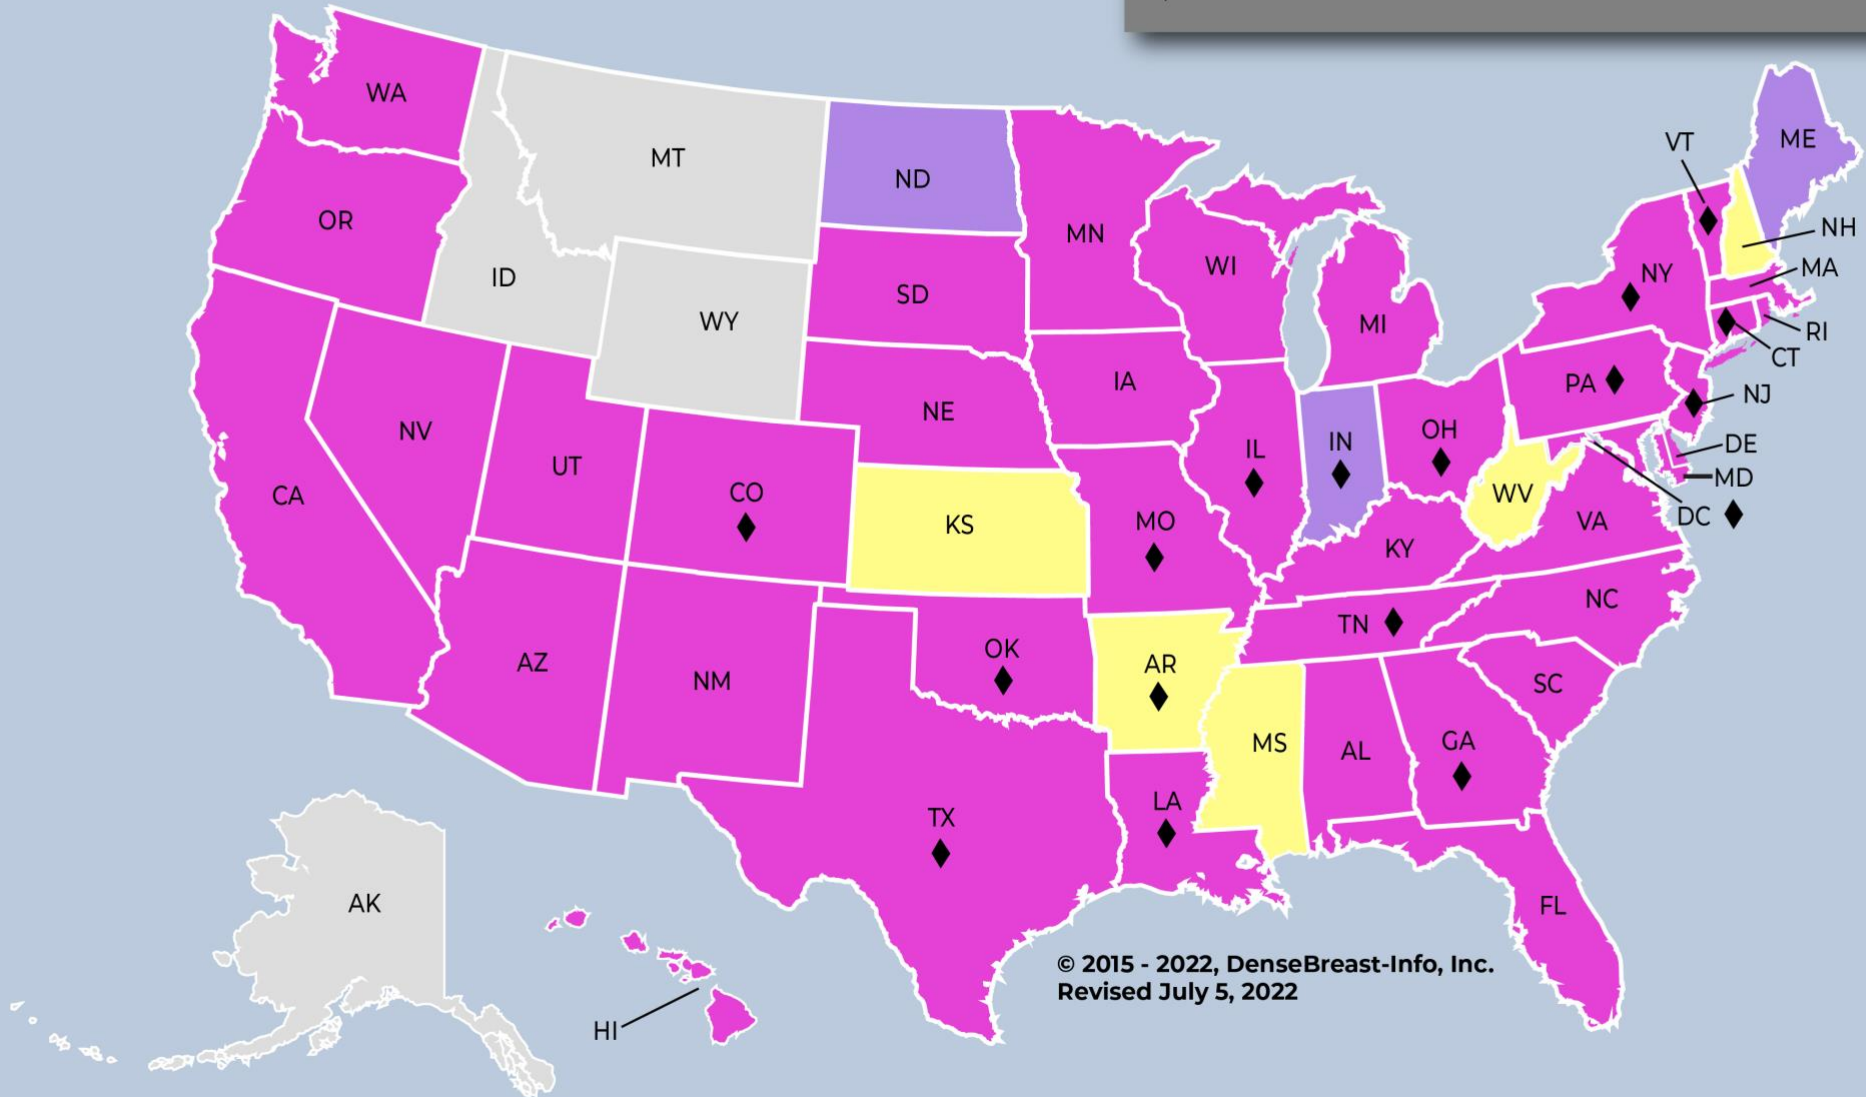 WA
MT
ND
ME
VT
OR
MN
NH
ID
WI
MA
NY
SD
WY
MI
RI
CT
IA
PA
NJ
NE
NV
OH
IL
IN
DE
UT
MD
CA
CO
WV
KS
MO
VA
DC
KY
NC
TN
OK
AZ
AR
NM
SC
MS
AL
GA
LA
TX
AK
FL
© 2015 - 2022, DenseBreast-Info, Inc.
Revised July 5, 2022
HI